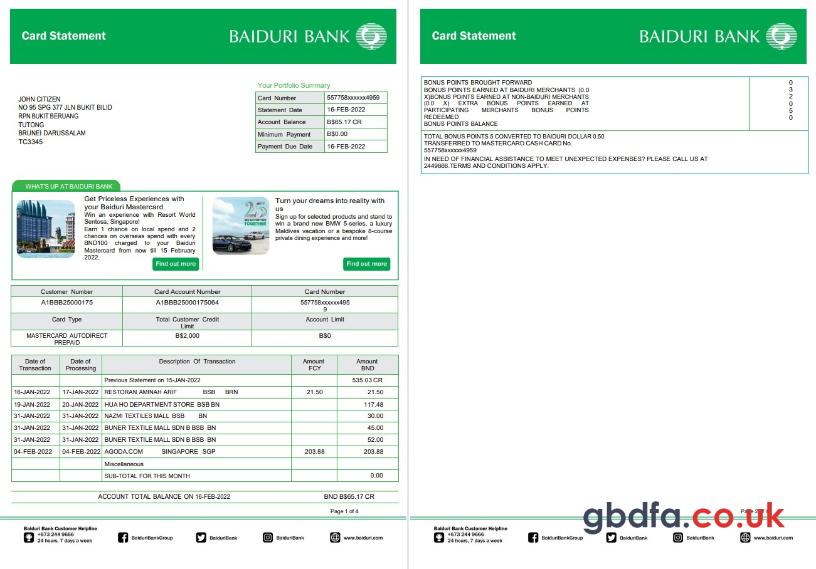 Card Statement
BAIDURI BANK
JOHN CITIZEN
NO 95 SPG 377 JLN BUKIT BILID
RPN BUKIT BERUANG
TUTONG
BRUNEI DARUSSALAM
TC3345
Your Portfolio Summary
Card Number 557758xxxxxx4959
Statement Date 16-FEB-2022
Account Balance B$65.17 CR
Minimum Payment B$0.00
Payment Due Date 16-FEB-2022
WHAT'S UP AT BAIDURI BANK
Get Priceless Experiences with
your Baiduri Mastercard
Win an experience with Resort World
Sentosa, Singapore!
Earn 1 chance on local spend and 2
chances on overseas spend with every
BND100 charged to your Baiduri
Mastercard from now till 15 February
2022.
Find out more
25
TOGETHER
Turn your dreams into reality with
us
Sign up for selected products and stand to
win a brand new BMW 5-series, a luxury
Maldives vacation or a bespoke 8-course
private dining experience and more!
Find out more
Customer Number Card Account Number Card Number
A1BBB25000175 A1BBB25000175064 557758xxxxxx495
9
Card Type Total Customer Credit Account Limit
Limit
MASTERCARD AUTODIRECT B$2,000 B$0
PREPAID
Date of Date of Description Of Transaction Amount Amount
Transaction Processing FCY BND
Previous Statement on 15-JAN-2022 535.03 CR
16-JAN-2022 17-JAN-2022 RESTORAN AMINAH ARIF BSB BRN 21.50 21.50
19-JAN-2022 20-JAN-2022 HUA HO DEPARTMENT STORE BSB BN 117.48
31-JAN-2022 31-JAN-2022 NAZMI TEXTILES MALL BSB BN 30.00
31-JAN-2022 31-JAN-2022 BUNER TEXTILE MALL SDN B BSB BN 45.00
31-JAN-2022 31-JAN-2022 BUNER TEXTILE MALL SDN B BSB BN 52.00
04-FEB-2022 04-FEB-2022 AGODA.COM SINGAPORE SGP 203.88 203.88
Miscellaneous
SUB-TOTAL FOR THIS MONTH 0.00
ACCOUNT TOTAL BALANCE ON 16-FEB-2022 BND B$65.17 CR
Page 1 of 4
Baiduri Bank Customer Helpline
+673 244 9666
24 hours, 7 days a week
BaiduriBankGroup
BaiduriBank
BaiduriBank
www.baiduri.com
Card Statement
BAIDURI BANK
BONUS POINTS BROUGHT FORWARD 0
BONUS POINTS EARNED AT BAIDURI MERCHANTS (0.0 3
X)BONUS POINTS EARNED AT NON-BAIDURI MERCHANTS 2
(0.0 X) EXTRA BONUS POINTS EARNED AT 0
PARTICIPATING MERCHANTS BONUS POINTS 5
REDEEMED 0
BONUS POINTS BALANCE
TOTAL BONUS POINTS 5 CONVERTED TO BAIDURI DOLLAR 0.50
TRANSFERRED TO MASTERCARD CASH CARD No.
557758xxxxxx4959
IN NEED OF FINANCIAL ASSISTANCE TO MEET UNEXPECTED EXPENSES? PLEASE CALL US AT
2449666.TERMS AND CONDITIONS APPLY.
gbdfa.co.uk
Baiduri Bank Customer Helpline
+673 244 9666
24 hours, 7 days a week
BaiduriBankGroup
BaiduriBank
BaiduriBank
www.baiduri.com